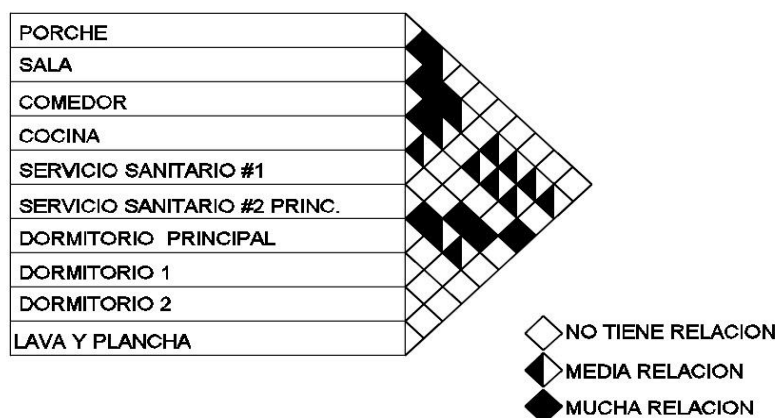 PORCHE
SALA
COMEDOR
COCINA
SERVICIO SANITARIO #1
SERVICIO SANITARIO #2 PRINC.
DORMITORIO PRINCIPAL
DORMITORIO 1
DORMITORIO 2
LAVA Y PLANCHA
NO TIENE RELACION
MEDIA RELACION
MUCHA RELACION